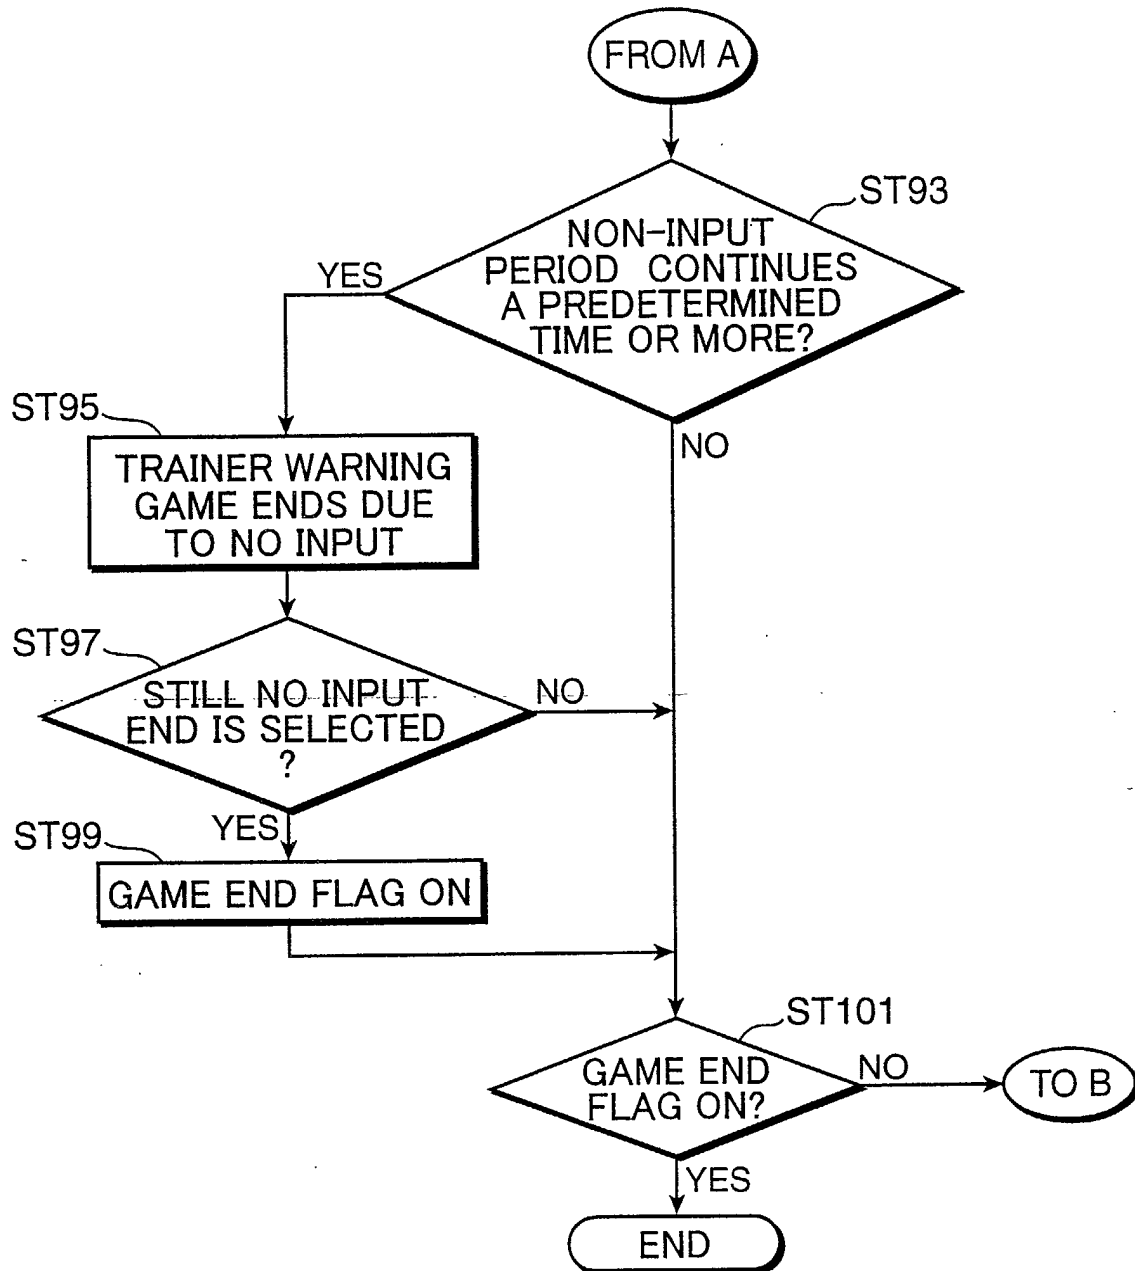 FROM A
ST93
NON-INPUT
PERIOD CONTINUES
A PREDETERMINED
TIME OR MORE?
YES
NO
ST95
TRAINER WARNING
GAME ENDS DUE
TO NO INPUT
ST97
STILL NO INPUT
END IS SELECTED
?
NO
YES
ST99
GAME END FLAG ON
ST101
GAME END
FLAG ON?
NO
TO B
YES
END